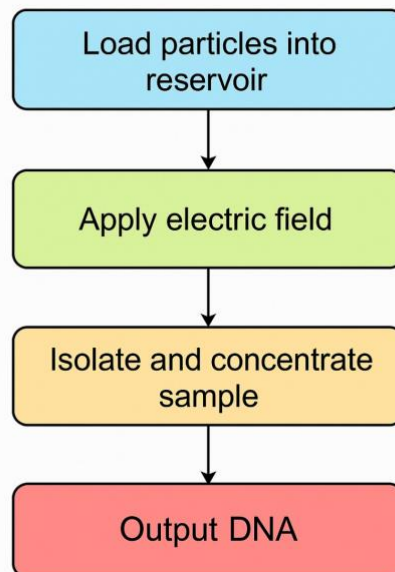 Load particles into
reservoir
Apply electric field
Isolate and concentrate
sample
Output DNA